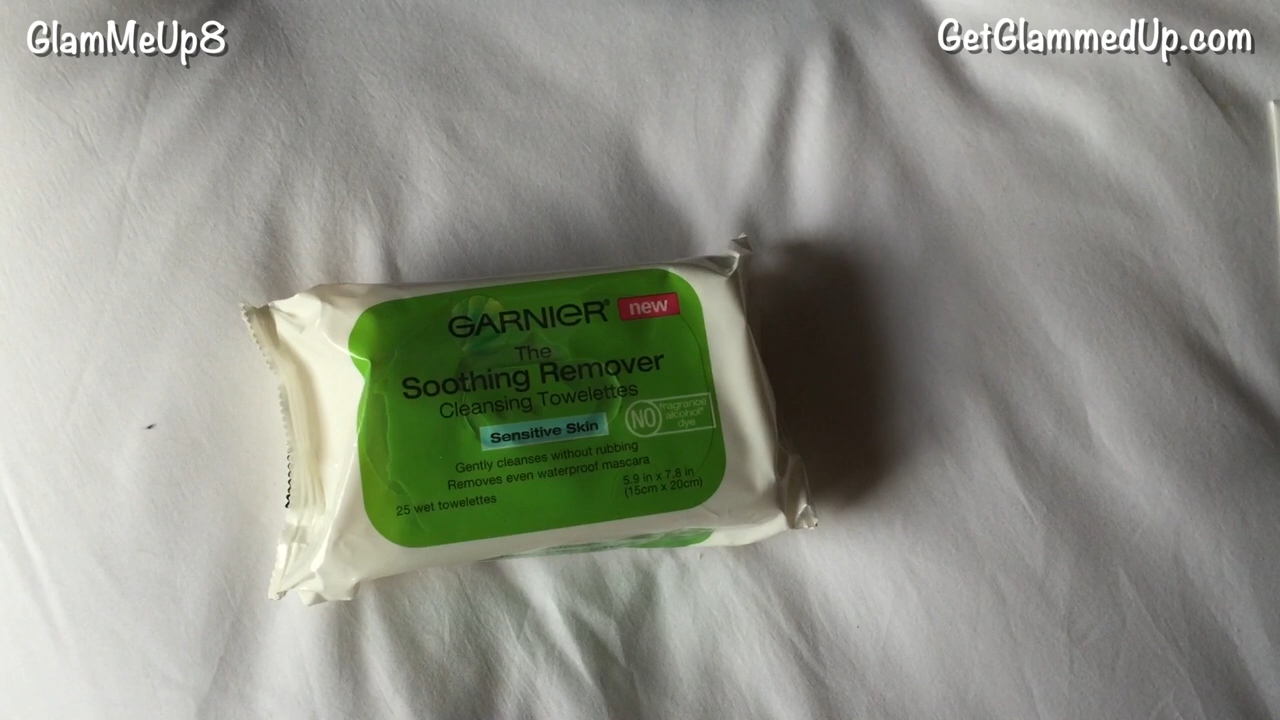 GlamMeUp8
GetGlammedUp.com
GARNIER®
new
The
Soothing Remover
Cleansing Towelettes
Sensitive Skin
NO
fragrance
alcohol*
dye
Gently cleanses without rubbing
Removes even waterproof mascara
25 wet towelettes
5.9 in x 7.8 in
(15cm x 20cm)